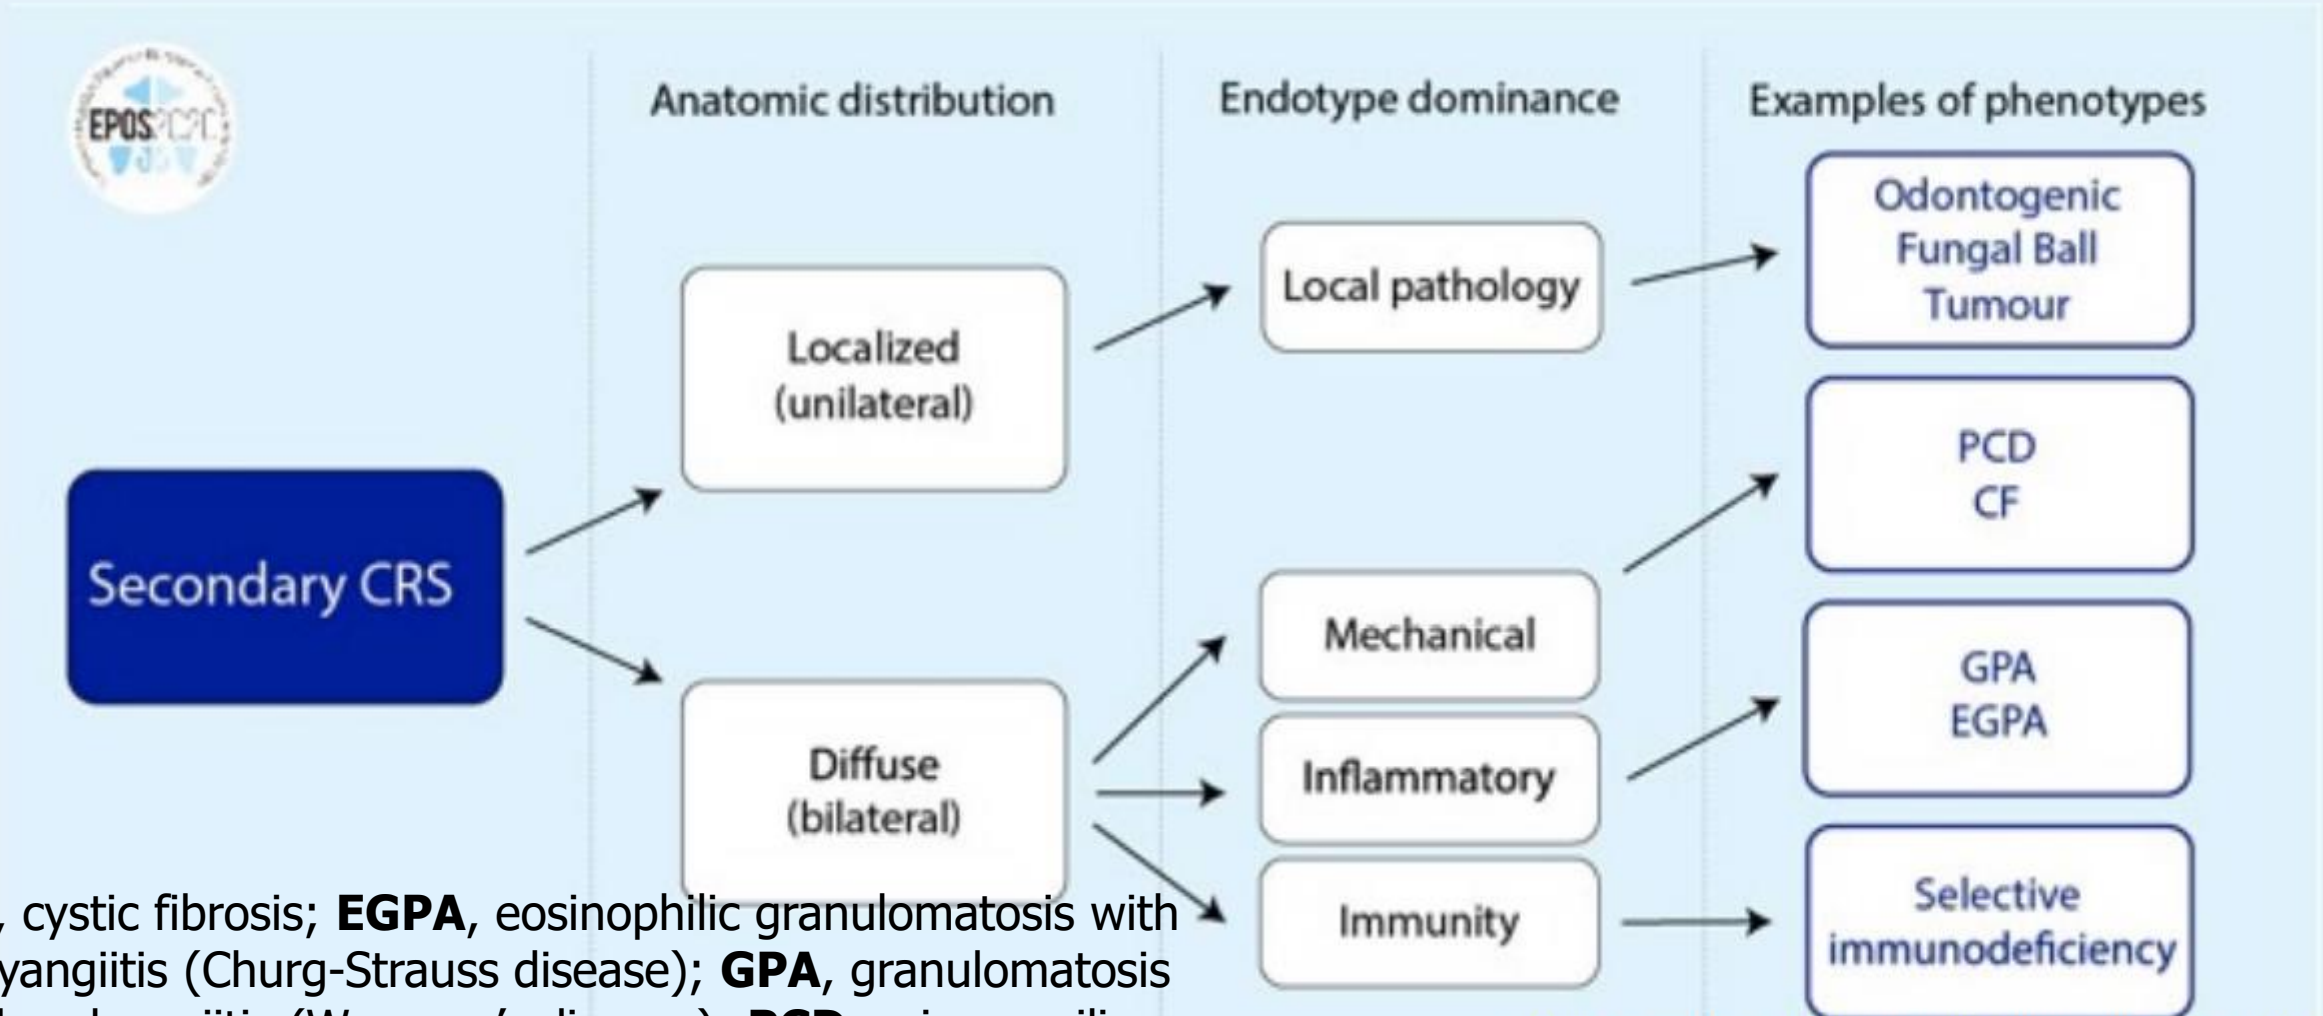 EPOS
Anatomic distribution
Endotype dominance
Examples of phenotypes
Secondary CRS
Localized
(unilateral)
Diffuse
(bilateral)
Local pathology
Mechanical
Inflammatory
Immunity
Odontogenic
Fungal Ball
Tumour
PCD
CF
GPA
EGPA
Selective
immunodeficiency
, cystic fibrosis; EGPA, eosinophilic granulomatosis with
yangiitis (Churg-Strauss disease); GPA, granulomatosis